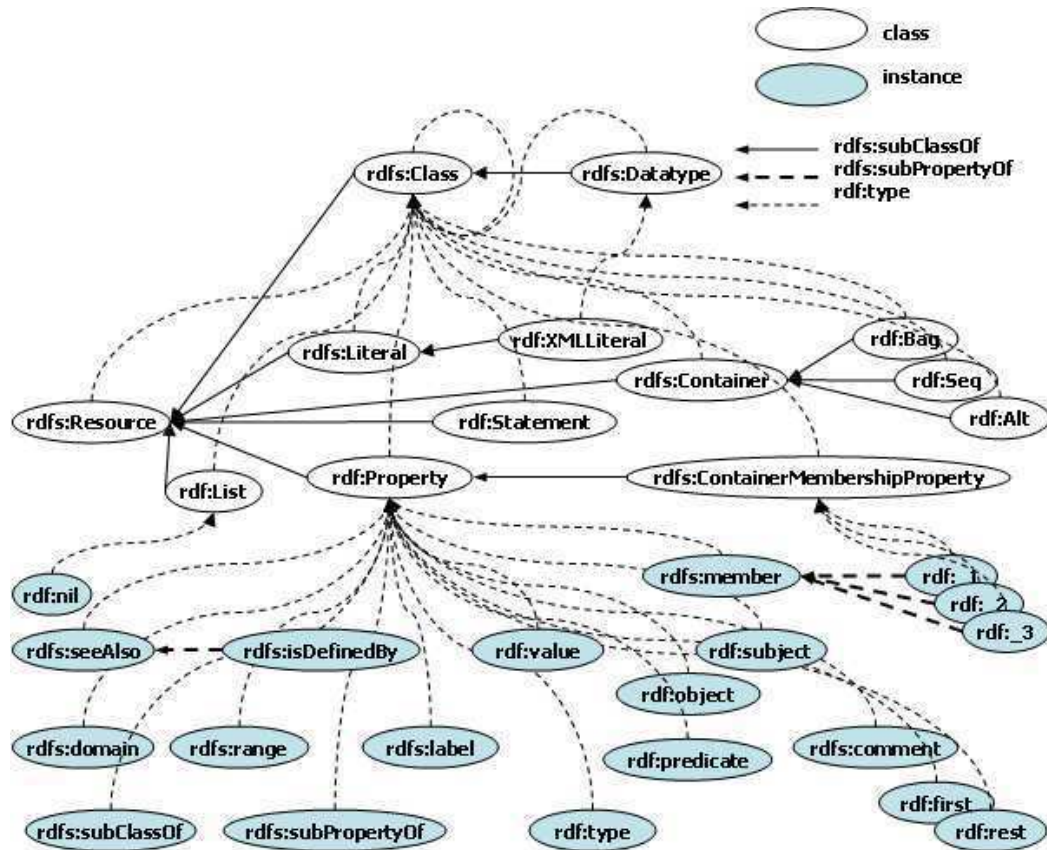 class
instance
rdfs:subClassOf
rdfs:subPropertyOf
rdf:type
rdfs:Class
rdfs:Datatype
rdfs:Literal
rdf:XMLLiteral
rdf:Bag
rdfs:Container
rdf:Seq
rdfs:Resource
rdf:Statement
rdf:Alt
rdf:List
rdf:Property
rdfs:ContainerMembershipProperty
rdf:nil
rdfs:member
rdf:_1
rdf:_2
rdf:_3
rdfs:seeAlso
rdfs:isDefinedBy
rdf:value
rdf:subject
rdf:object
rdfs:domain
rdfs:range
rdfs:label
rdf:predicate
rdfs:comment
rdf:first
rdfs:subClassOf
rdfs:subPropertyOf
rdf:type
rdf:rest